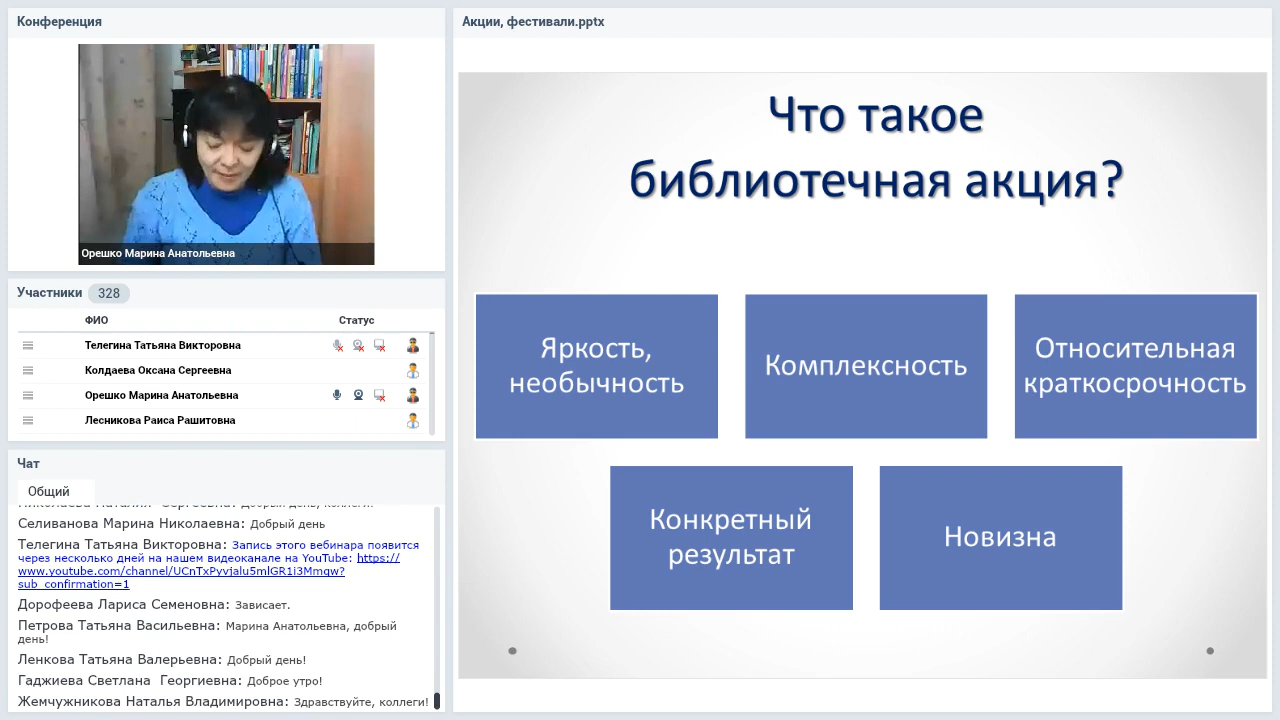 Конференция
Орешко Марина Анатольевна
Участники 328
ФИО Статус
Телегина Татьяна Викторовна
Колдаева Оксана Сергеевна
Орешко Марина Анатольевна
Лесникова Раиса Рашитовна
Чат
Общий
Селиванова Марина Николаевна: Добрый день
Телегина Татьяна Викторовна: Запись этого вебинара появится
через несколько дней на нашем видеоканале на YouTube: https://
www.youtube.com/channel/UCnTxPyvjalu5mlGR1i3Mmqw?
sub_confirmation=1
Дорофеева Лариса Семеновна: Зависает.
Петрова Татьяна Васильевна: Марина Анатольевна, добрый
день!
Ленкова Татьяна Валерьевна: Добрый день!
Гаджиева Светлана Георгиевна: Доброе утро!
Жемчужникова Наталья Владимировна: Здравствуйте, коллеги!
Акции, фестивали.pptx
Что такое
библиотечная акция?
Яркость,
необычность
Комплексность
Относительная
краткосрочность
Конкретный
результат
Новизна